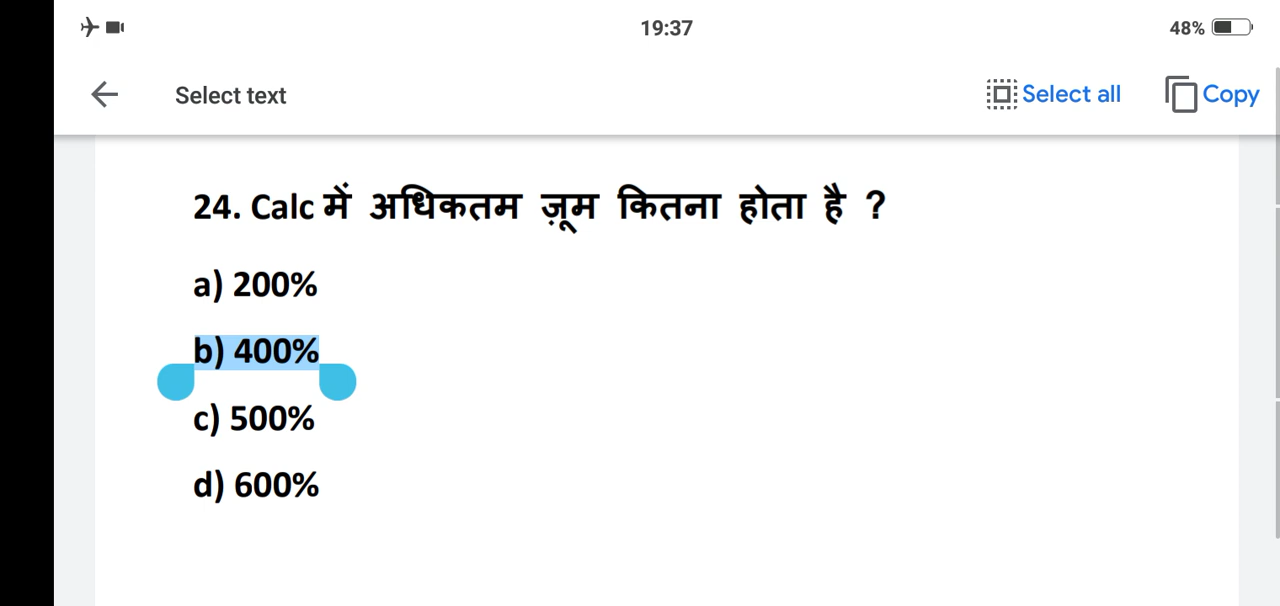 19:37
48%
Select text
Select all
Copy
24. Calc में अधिकतम ज़ूम कितना होता है ?
a) 200%
b) 400%
c) 500%
d) 600%